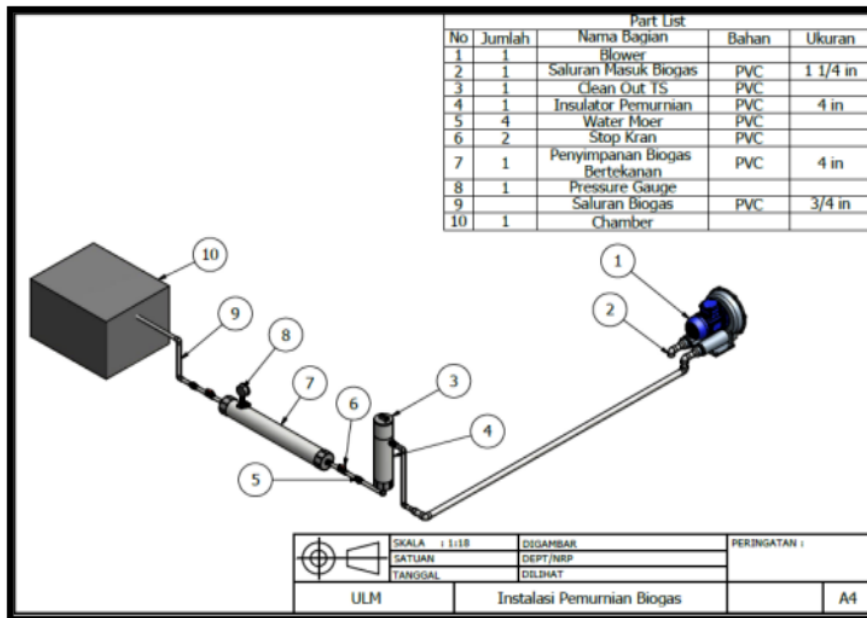 Part List
No Jumlah Nama Bagian Bahan Ukuran
1 1 Blower
2 1 Saluran Masuk Biogas PVC 1 1/4 in
3 1 Clean Out TS PVC
4 1 Insulator Pemurnian PVC 4 in
5 4 Water Moer PVC
6 2 Stop Kran PVC
7 1 Penyimpanan Biogas Bertekanan PVC 4 in
8 1 Pressure Gauge
9 Saluran Biogas PVC 3/4 in
10 1 Chamber
10
1
9
2
8
7
3
6
4
5
SKALA : 1:18 DIGAMBAR PERINGATAN :
SATUAN DEPT/NRP
TANGGAL DILIHAT
ULM Instalasi Pemurnian Biogas A4